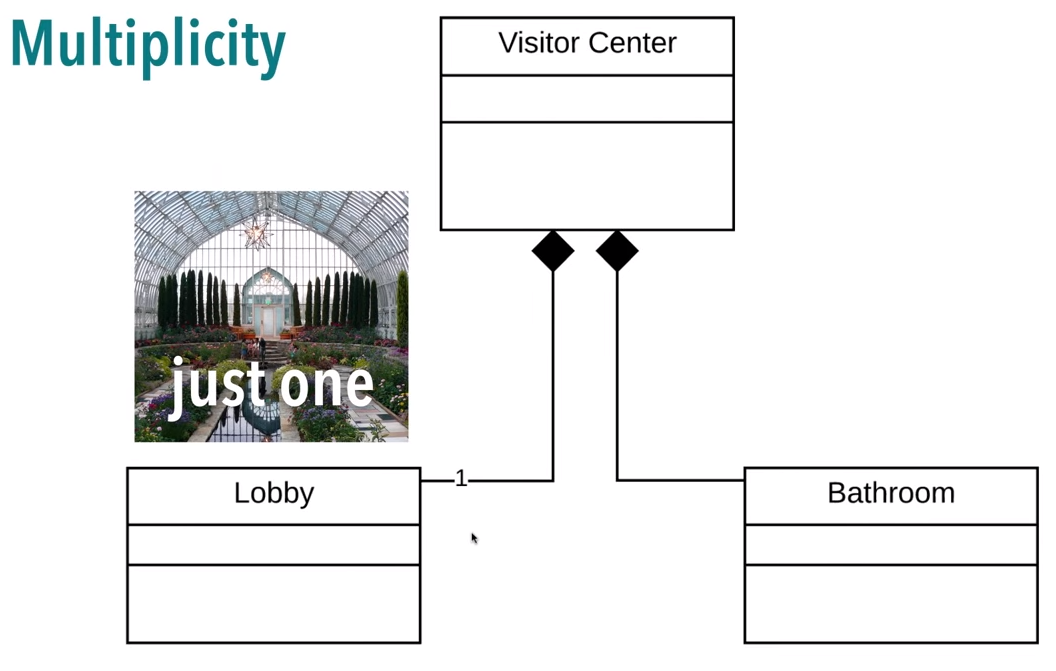 Multiplicity
Visitor Center
just one
Lobby
1
Bathroom